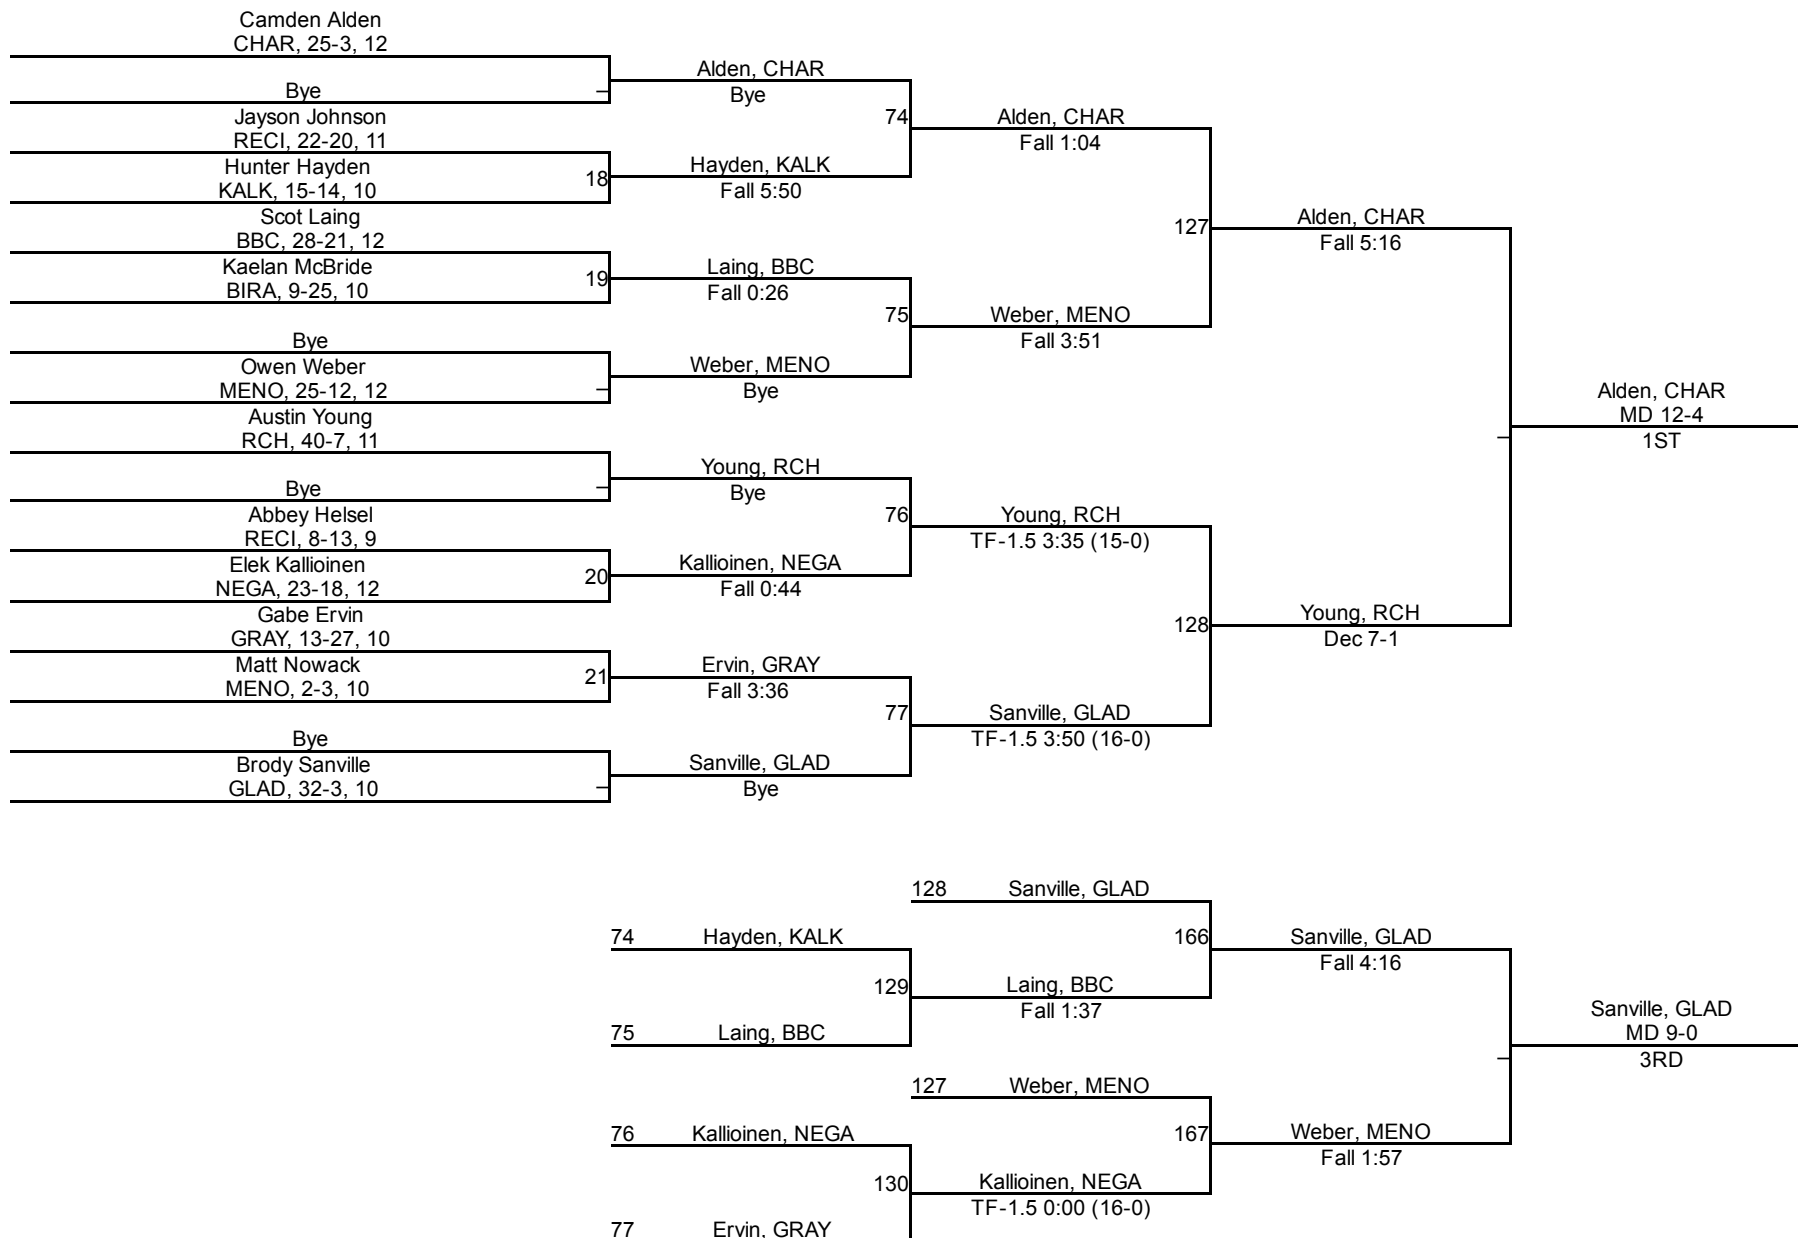 Camden Alden
CHAR, 25-3, 12
Bye
Jayson Johnson
RECI, 22-20, 11
Hunter Hayden
KALK, 15-14, 10
18
Scot Laing
BBC, 28-21, 12
Kaelan McBride
BIRA, 9-25, 10
19
Bye
Owen Weber
MENO, 25-12, 12
Austin Young
RCH, 40-7, 11
Bye
Abbey Helsel
RECI, 8-13, 9
Elek Kallioinen
NEGA, 23-18, 12
20
Gabe Ervin
GRAY, 13-27, 10
Matt Nowack
MENO, 2-3, 10
21
Bye
Brody Sanville
GLAD, 32-3, 10
Alden, CHAR
Bye
74
Hayden, KALK
Fall 5:50
Laing, BBC
Fall 0:26
75
Weber, MENO
Bye
Young, RCH
Bye
76
Kallioinen, NEGA
Fall 0:44
Ervin, GRAY
Fall 3:36
77
Sanville, GLAD
Bye
Alden, CHAR
Fall 1:04
127
Weber, MENO
Fall 3:51
Young, RCH
TF-1.5 3:35 (15-0)
128
Sanville, GLAD
TF-1.5 3:50 (16-0)
Alden, CHAR
Fall 5:16
Young, RCH
Dec 7-1
Alden, CHAR
MD 12-4
1ST
128 Sanville, GLAD
74 Hayden, KALK
129
75 Laing, BBC
Laing, BBC
Fall 1:37
166
127 Weber, MENO
76 Kallioinen, NEGA
130
77 Ervin, GRAY
Kallioinen, NEGA
TF-1.5 0:00 (16-0)
167
Sanville, GLAD
Fall 4:16
Weber, MENO
Fall 1:57
Sanville, GLAD
MD 9-0
3RD